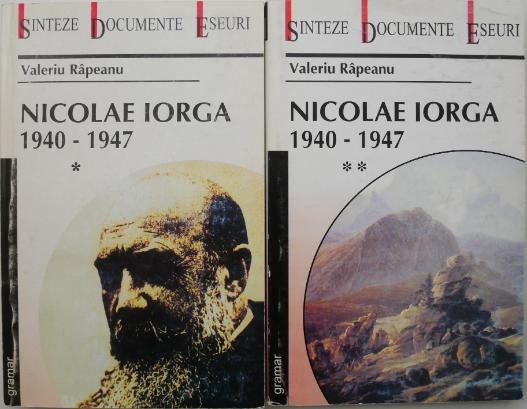 SINTEZE DOCUMENTE ESEURI
Valeriu Râpeanu
NICOLAE IORGA
1940 - 1947
*
gramar
SINTEZE DOCUMENTE ESEURI
Valeriu Râpeanu
NICOLAE IORGA
1940 - 1947
**
gramar